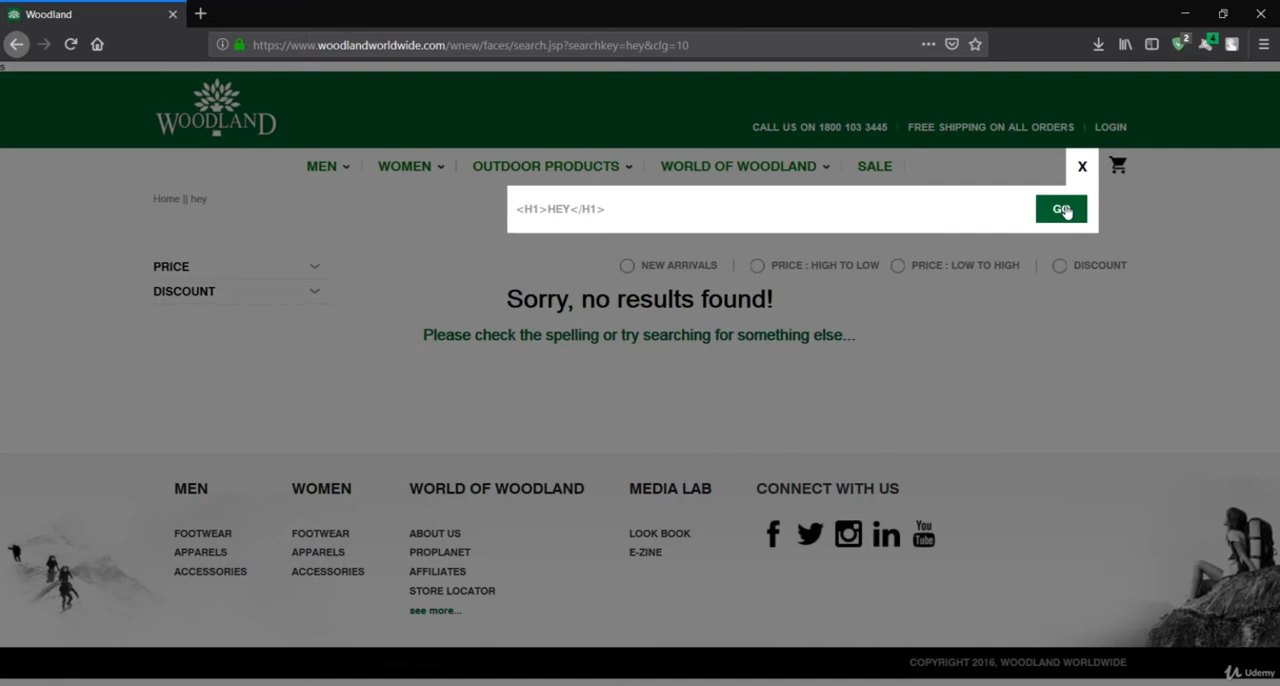 Woodland
https://www.woodlandworldwide.com/wnew/faces/search.jsp?searchkey=hey&clg=10
2
4
s
WOODLAND
CALL US ON 1800 103 3445
FREE SHIPPING ON ALL ORDERS
LOGIN
MEN
WOMEN
OUTDOOR PRODUCTS
WORLD OF WOODLAND
SALE
X
Home || hey
<H1>HEY</H1>
GO
PRICE
DISCOUNT
NEW ARRIVALS
PRICE : HIGH TO LOW
PRICE : LOW TO HIGH
DISCOUNT
Sorry, no results found!
Please check the spelling or try searching for something else...
MEN
FOOTWEAR
APPARELS
ACCESSORIES
WOMEN
FOOTWEAR
APPARELS
ACCESSORIES
WORLD OF WOODLAND
ABOUT US
PROPLANET
AFFILIATES
STORE LOCATOR
see more...
MEDIA LAB
LOOK BOOK
E-ZINE
CONNECT WITH US
You
Tube
COPYRIGHT 2016, WOODLAND WORLDWIDE
Udemy